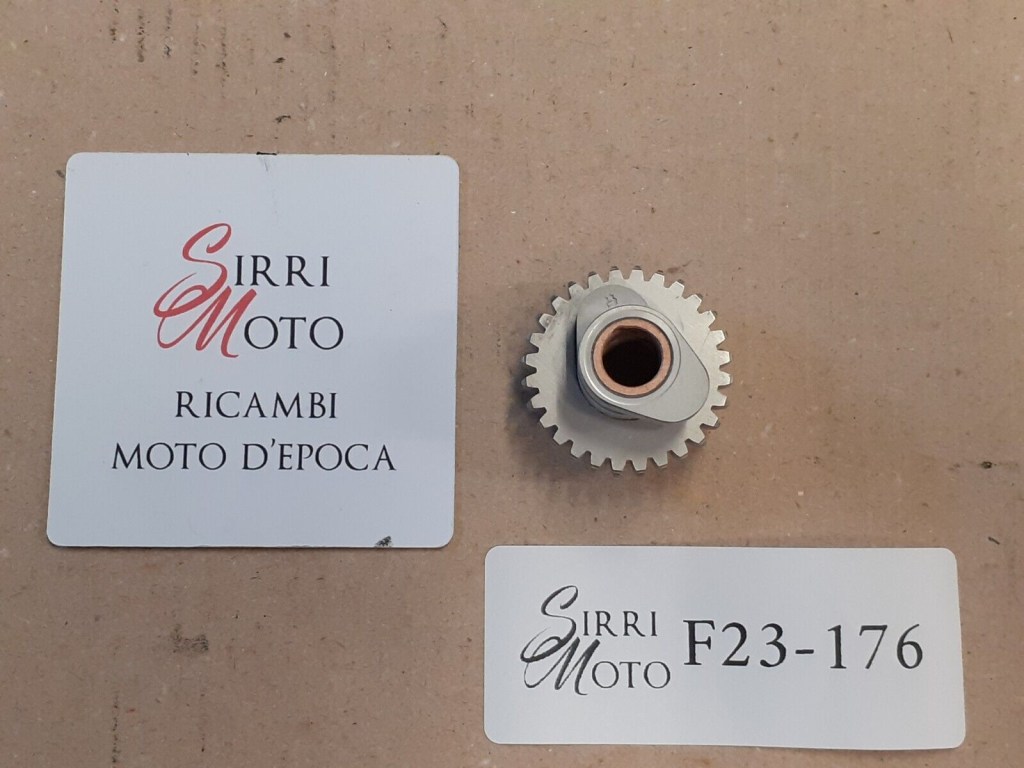 SIRRI
MOTO
RICAMBI
MOTO D'EPOCA
SIRRI
MOTO
F23-176